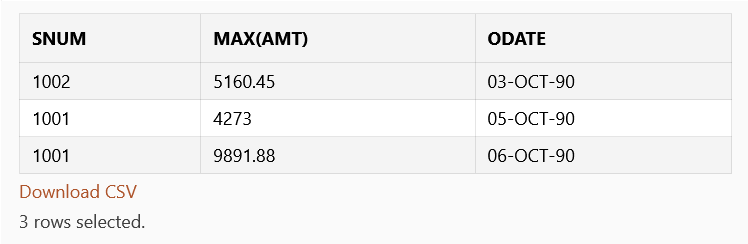 SNUM MAX(AMT) ODATE
1002 5160.45 03-OCT-90
1001 4273 05-OCT-90
1001 9891.88 06-OCT-90
Download CSV
3 rows selected.